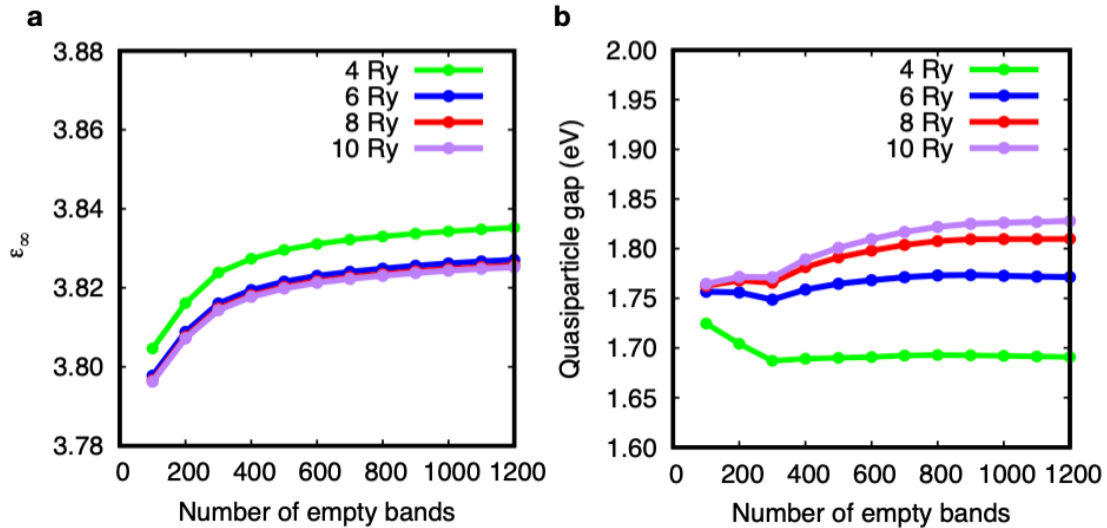 a
3.88
3.86
3.84
3.82
3.80
3.78
ε∞
4 Ry
6 Ry
8 Ry
10 Ry
0 200 400 600 800 1000 1200
Number of empty bands
b
2.00
1.95
1.90
1.85
1.80
1.75
1.70
1.65
1.60
Quasiparticle gap (eV)
4 Ry
6 Ry
8 Ry
10 Ry
0 200 400 600 800 1000 1200
Number of empty bands